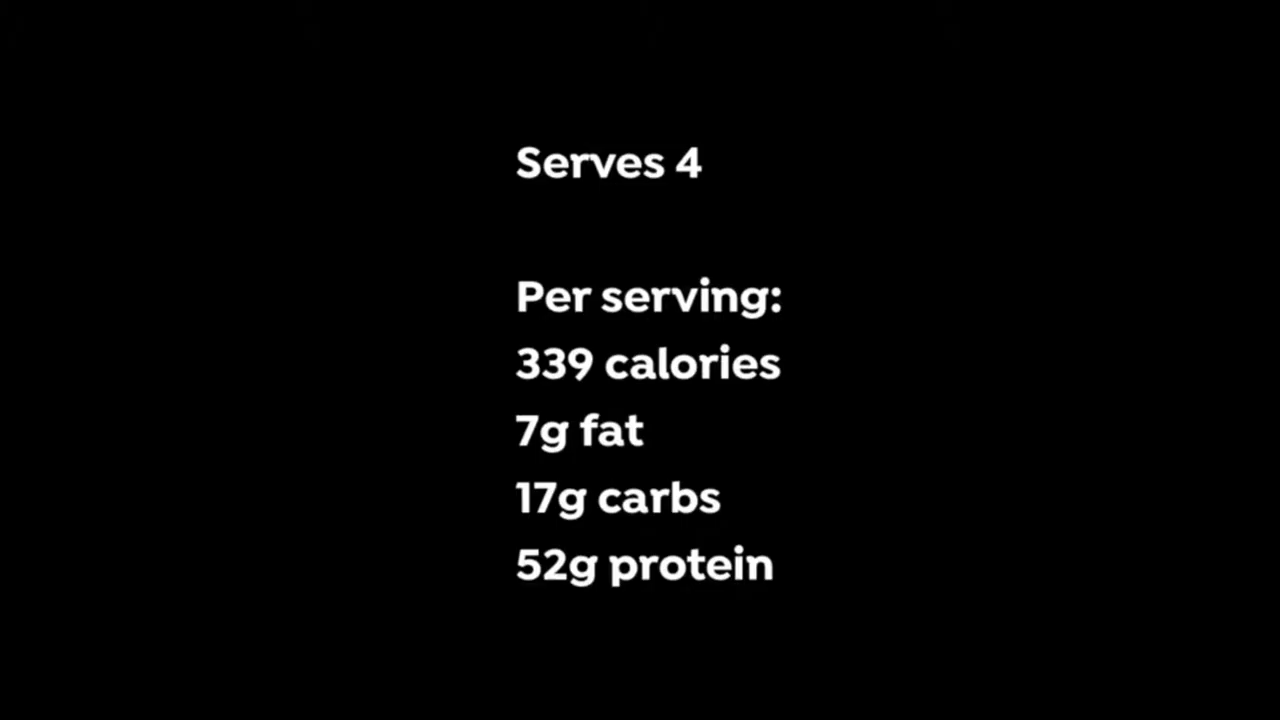 Serves 4
Per serving:
339 calories
7g fat
17g carbs
52g protein